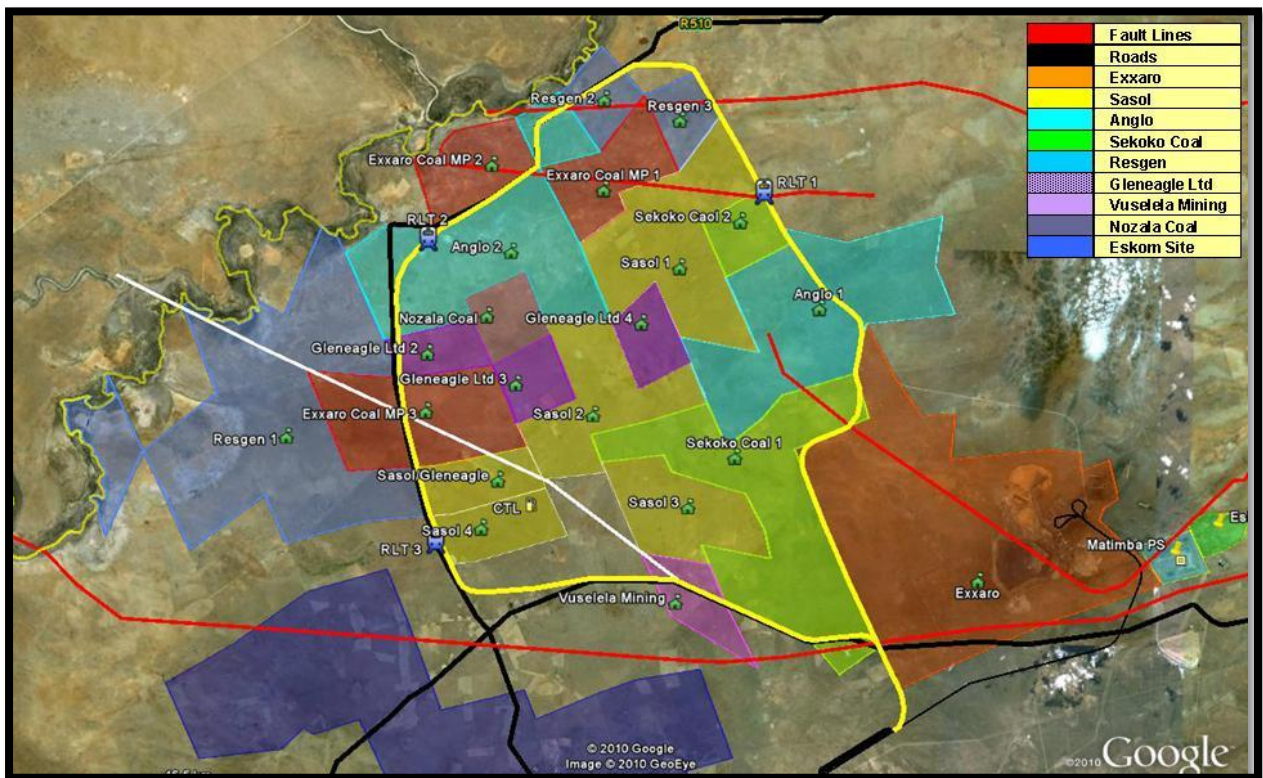 R510
Fault Lines
Roads
Exxaro
Sasol
Anglo
Sekoko Coal
Resgen
Gleneagle Ltd
Vuselela Mining
Nozala Coal
Eskom Site
Resgen 2
Resgen 3
Exxaro Coal MP 2
Exxaro Coal MP 1
RLT 1
Sekoko Caol 2
RLT 2
Anglo 2
Sasol 1
Anglo 1
Nozala Coal
Gleneagle Ltd 4
Gleneagle Ltd 2
Gleneagle Ltd 3
Exxaro Coal MP 3
Sasol 2
Resgen 1
Sekoko Coal 1
Sasol/Gleneagle
CTL
Sasol 3
Sasol 4
RLT 3
Es
Matimba PS
Exxaro
Vuselela Mining
© 2010 Google
Image © 2010 GeoEye
©2010 Google